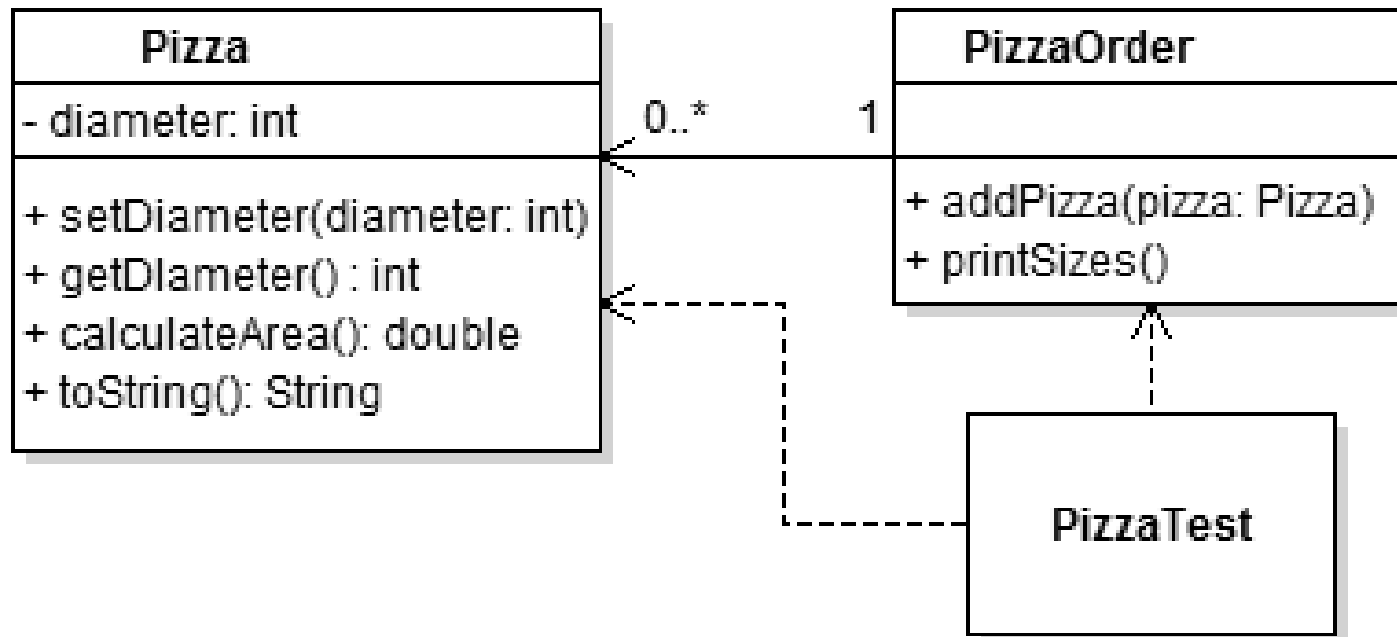 Pizza
- diameter: int
+ setDiameter(diameter: int)
+ getDIameter() : int
+ calculateArea(): double
+ toString(): String
0..*
1
PizzaOrder
+ addPizza(pizza: Pizza)
+ printSizes()
PizzaTest